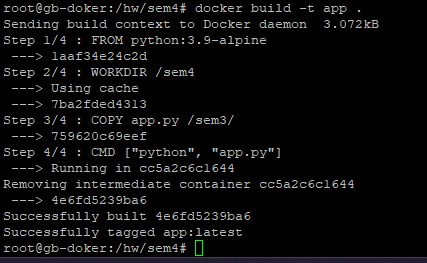 root@gb-doker:/hw/sem4# docker build -t app .
Sending build context to Docker daemon  3.072kB
Step 1/4 : FROM python:3.9-alpine
 ---> 1aaf34e24c2d
Step 2/4 : WORKDIR /sem4
 ---> Using cache
 ---> 7ba2fded4313
Step 3/4 : COPY app.py /sem3/
 ---> 759620c69eef
Step 4/4 : CMD ["python", "app.py"]
 ---> Running in cc5a2c6c1644
Removing intermediate container cc5a2c6c1644
 ---> 4e6fd5239ba6
Successfully built 4e6fd5239ba6
Successfully tagged app:latest
root@gb-doker:/hw/sem4#